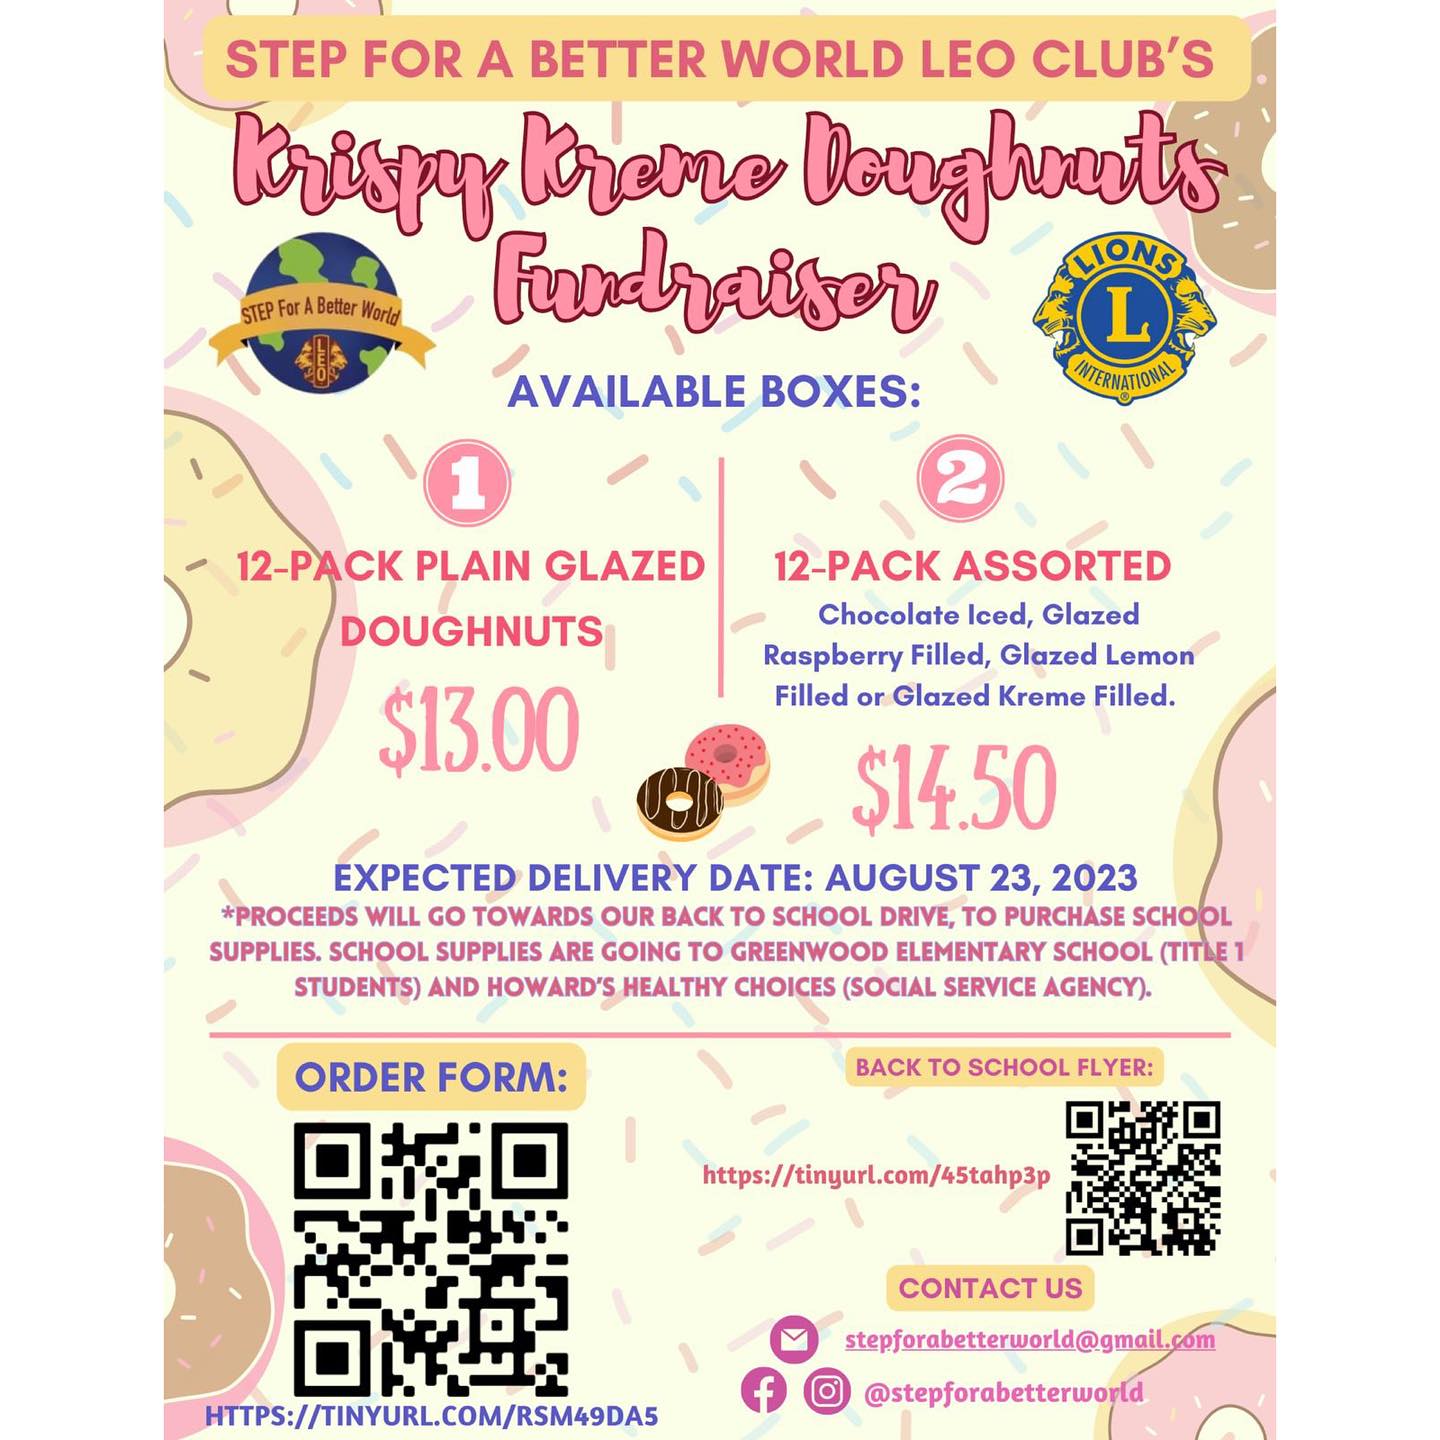 STEP FOR A BETTER WORLD LEO CLUB'S
Krispy Kreme Doughnuts
Fundraiser
STEP For A Better World
LEO
LIONS
L
INTERNATIONAL
®
AVAILABLE BOXES:
1
12-PACK PLAIN GLAZED
DOUGHNUTS
$13.00
2
12-PACK ASSORTED
Chocolate Iced, Glazed
Raspberry Filled, Glazed Lemon
Filled or Glazed Kreme Filled.
$14.50
EXPECTED DELIVERY DATE: AUGUST 23, 2023
*PROCEEDS WILL GO TOWARDS OUR BACK TO SCHOOL DRIVE, TO PURCHASE SCHOOL
SUPPLIES. SCHOOL SUPPLIES ARE GOING TO GREENWOOD ELEMENTARY SCHOOL (TITLE 1
STUDENTS) AND HOWARD'S HEALTHY CHOICES (SOCIAL SERVICE AGENCY).
ORDER FORM:
HTTPS://TINYURL.COM/RSM49DA5
BACK TO SCHOOL FLYER:
https://tinyurl.com/45tahp3p
CONTACT US
stepforabetterworld@gmail.com
@stepforabetterworld